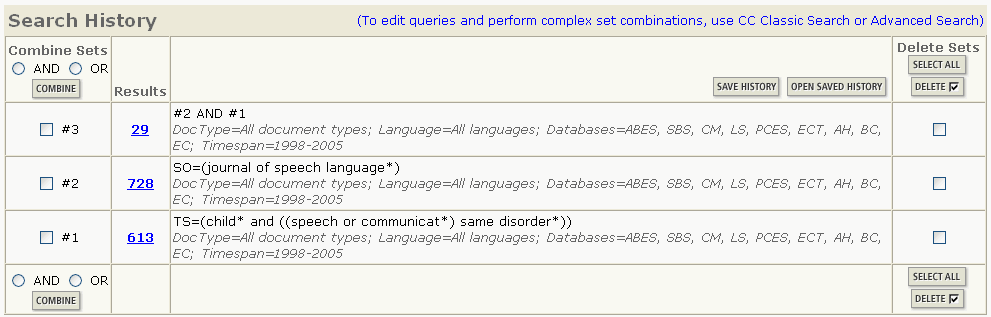 Search History
(To edit queries and perform complex set combinations, use CC Classic Search or Advanced Search)
Combine Sets
AND OR
COMBINE
Results
SAVE HISTORY OPEN SAVED HISTORY
Delete Sets
SELECT ALL
DELETE
#3 29
#2 AND #1
DocType=All document types; Language=All languages; Databases=ABES, SBS, CM, LS, PCES, ECT, AH, BC,
EC; Timespan=1998-2005
#2 728
SO=(journal of speech language*)
DocType=All document types; Language=All languages; Databases=ABES, SBS, CM, LS, PCES, ECT, AH, BC,
EC; Timespan=1998-2005
#1 613
TS=(child* and ((speech or communicat*) same disorder*))
DocType=All document types; Language=All languages; Databases=ABES, SBS, CM, LS, PCES, ECT, AH, BC,
EC; Timespan=1998-2005
AND OR
COMBINE
SELECT ALL
DELETE